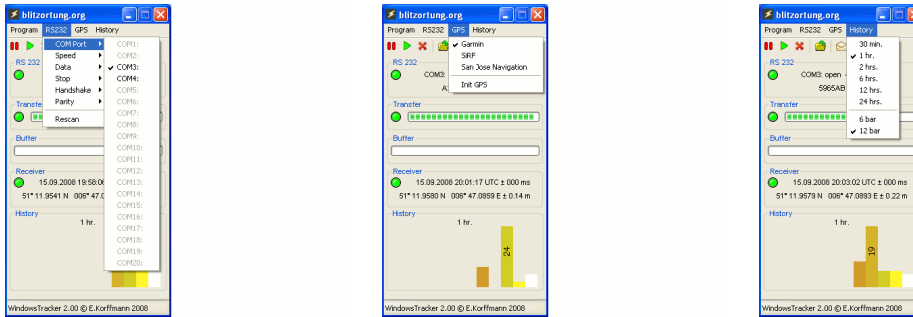 blitzortung.org
Program RS232 GPS History
COM Port
Speed
Data
Stop
Handshake
Parity
Rescan
COM1:
COM2:
COM3:
COM4:
COM5:
COM6:
COM7:
COM8:
COM9:
COM10:
COM11:
COM12:
COM13:
COM14:
COM15:
COM16:
COM17:
COM18:
COM19:
COM20:
RS 232
Transfer
Buffer
Receiver
15.09.2008 19:58:06
51° 11.9541 N 006° 47.0
History
1 hr.
WindowsTracker 2.00 © E.Korffmann 2008
blitzortung.org
Program RS232 GPS History
Garmin
SiRF
San Jose Navigation
Init GPS
RS 232
COM3:
Transfer
Buffer
Receiver
15.09.2008 20:01:17 UTC ± 000 ms
51° 11.9580 N 006° 47.0859 E ± 0.14 m
History
1 hr.
24
WindowsTracker 2.00 © E.Korffmann 2008
blitzortung.org
Program RS232 GPS History
30 min.
1 hr.
2 hrs.
6 hrs.
12 hrs.
24 hrs.
6 bar
12 bar
RS 232
COM3: open
5965AB
Transfer
Buffer
Receiver
15.09.2008 20:03:02 UTC ± 000 ms
51° 11.9579 N 006° 47.0893 E ± 0.22 m
History
1 hr.
19
WindowsTracker 2.00 © E.Korffmann 2008